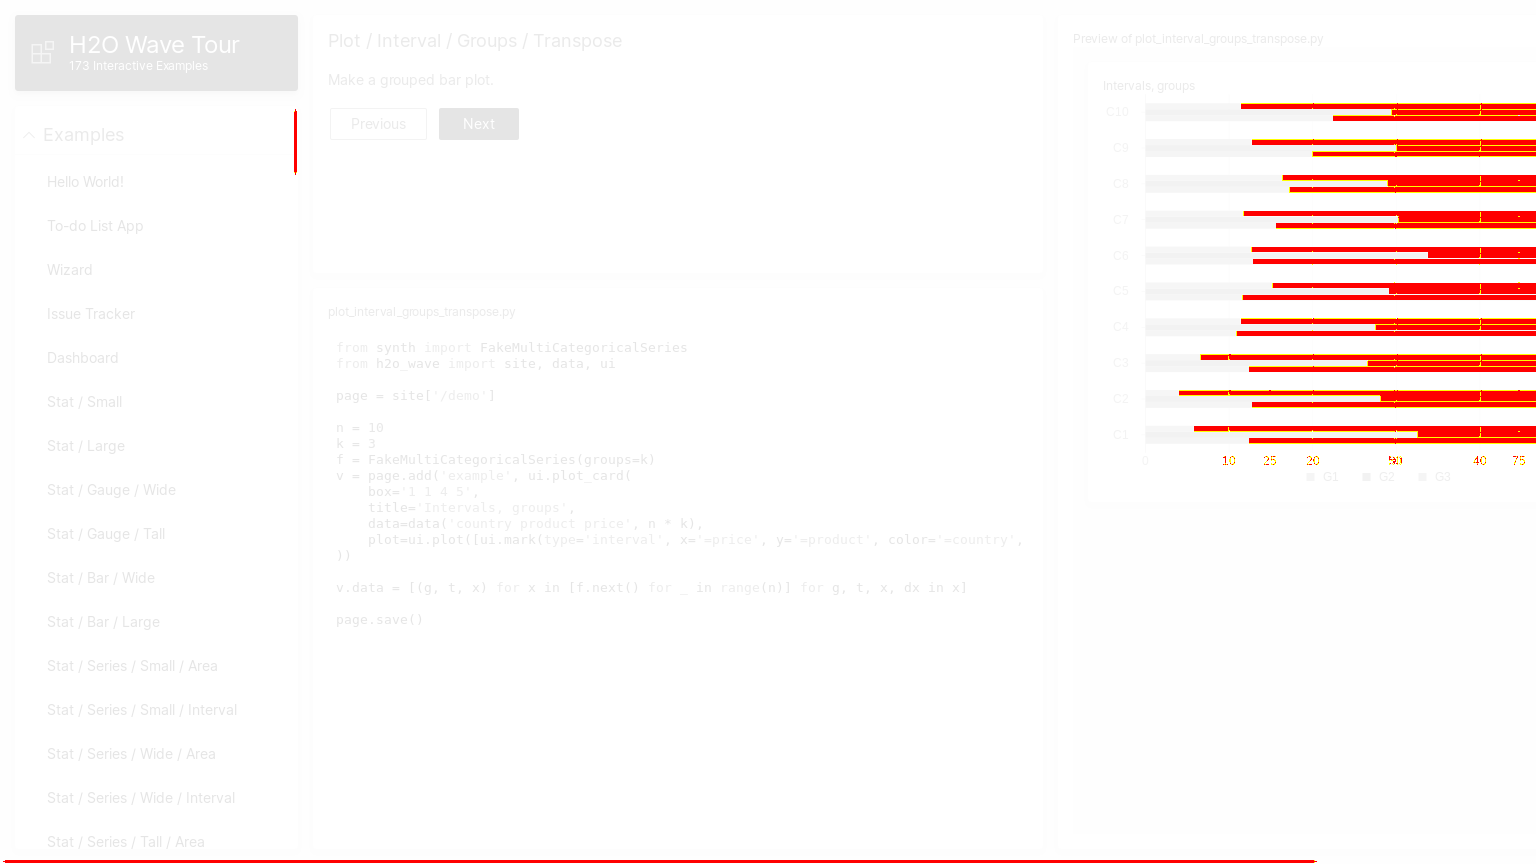 H2O Wave Tour
173 Interactive Examples
Examples
Hello World!
To-do List App
Wizard
Issue Tracker
Dashboard
Stat / Small
Stat / Large
Stat / Gauge / Wide
Stat / Gauge / Tall
Stat / Bar / Wide
Stat / Bar / Large
Stat / Series / Small / Area
Stat / Series / Small / Interval
Stat / Series / Wide / Area
Stat / Series / Wide / Interval
Stat / Series / Tall / Area
Plot / Interval / Groups / Transpose
Make a grouped bar plot.
Previous Next
plot_interval_groups_transpose.py
from synth import FakeMultiCategoricalSeries
from h2o_wave import site, data, ui
page = site['/demo']
n = 10
k = 3
f = FakeMultiCategoricalSeries(groups=k)
v = page.add('example', ui.plot_card(
box='1 1 4 5',
title='Intervals, groups',
data=data('country product price', n * k),
plot=ui.plot([ui.mark(type='interval', x='=price', y='=product', color='=country',
))
v.data = [(g, t, x) for x in [f.next() for _ in range(n)] for g, t, x, dx in x]
page.save()
Preview of plot_interval_groups_transpose.py
Intervals, groups
C10
C9
C8
C7
C6
C5
C4
C3
C2
C1
0 10 25 20 40 75
G1 G2 G3